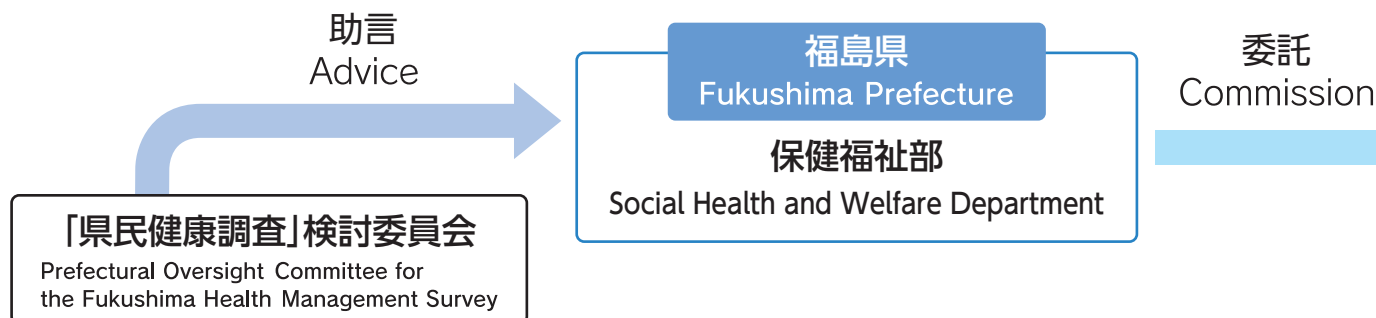 助言
Advice
福島県
Fukushima Prefecture
保健福祉部
Social Health and Welfare Department
委託
Commission
「県民健康調査」検討委員会
Prefectural Oversight Committee for
the Fukushima Health Management Survey